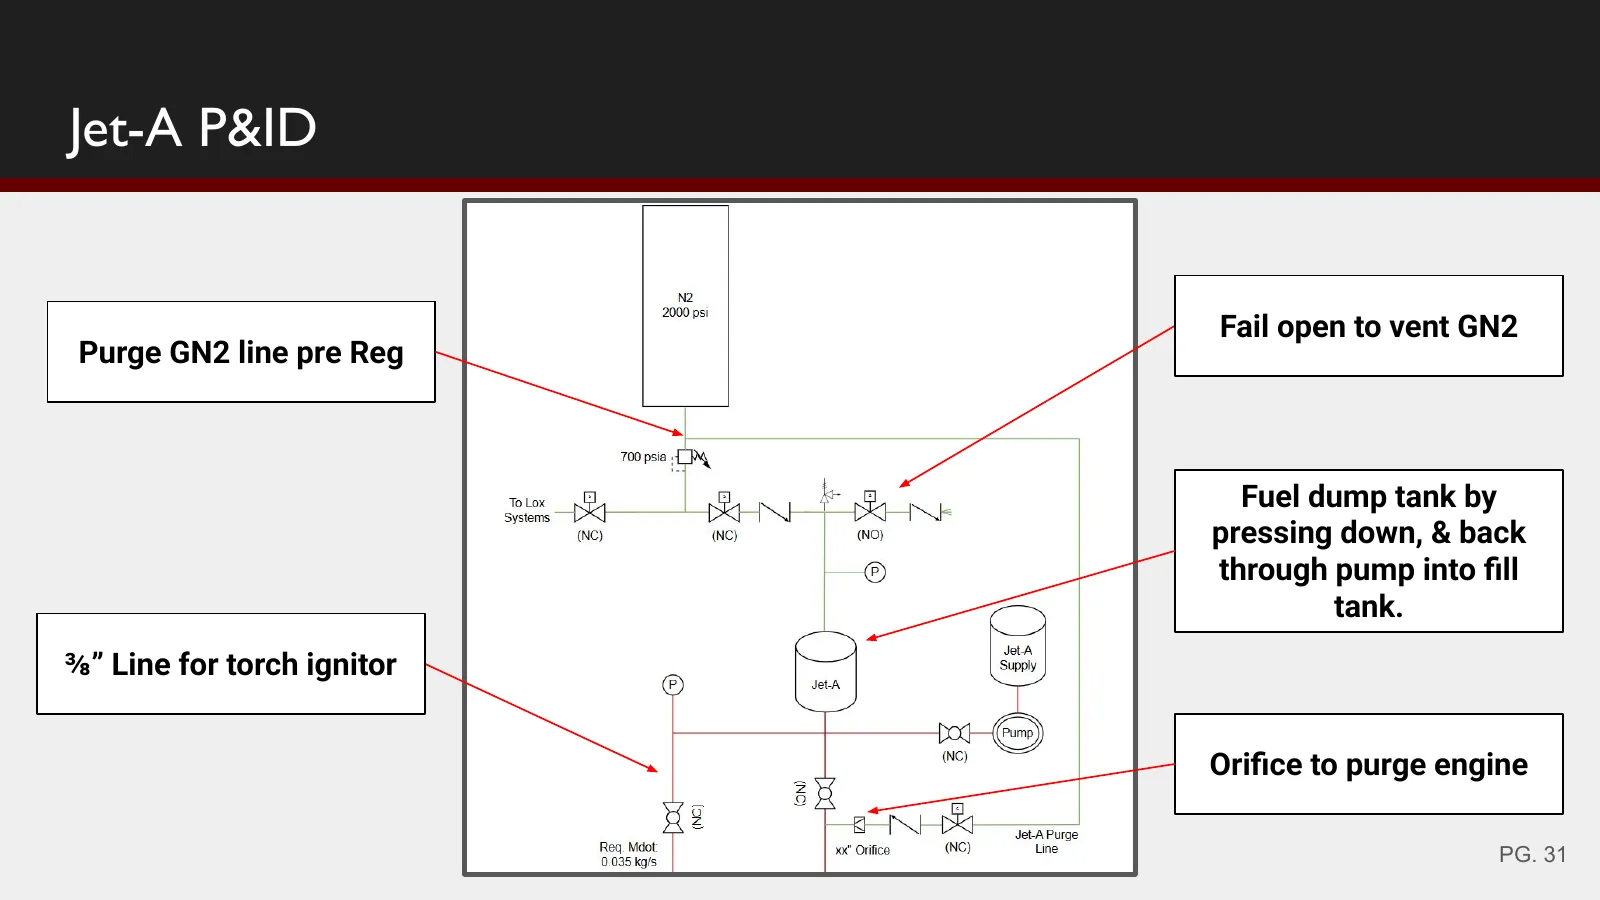 Jet-A P&ID
Purge GN2 line pre Reg
⅜” Line for torch ignitor
N2
2000 psi
700 psia
To Lox
Systems
(NC)
(NC)
(NO)
P
P
Jet-A
Jet-A
Supply
Pump
(NC)
(NC)
(NC)
Req. Mdot:
0.035 kg/s
xx" Orifice
(NC)
Jet-A Purge
Line
Fail open to vent GN2
Fuel dump tank by
pressing down, & back
through pump into fill
tank.
Orifice to purge engine
PG. 31